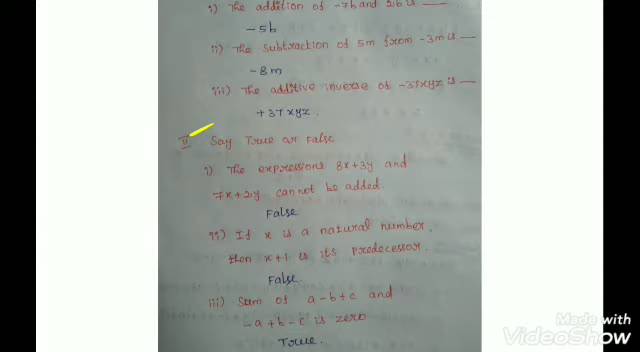 i) The addition of -7b and 2b is
-5b
ii) The subtraction of 5m from -3m is
-8m
iii) The additive inverse of -37xyz is
+37xyz.
II Say True or False
i) The expressions 8x+3y and
7x+2y cannot be added.
False
ii) If x is a natural number,
then x+1 is its predecessor.
False.
iii) Sum of a-b+c and
-a+b-c is zero
True.
Made with
VideoShow